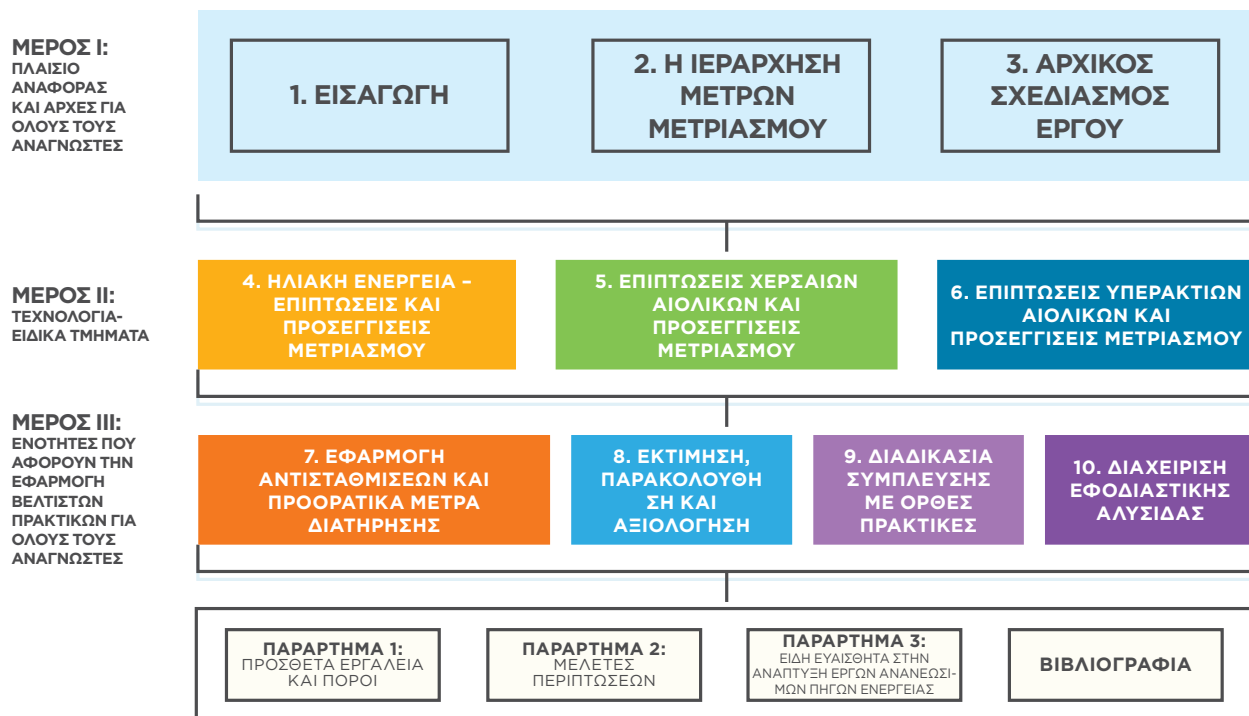 ΜΕΡΟΣ Ι:
ΠΛΑΙΣΙΟ
ΑΝΑΦΟΡΑΣ
ΚΑΙ ΑΡΧΕΣ ΓΙΑ
ΟΛΟΥΣ ΤΟΥΣ
ΑΝΑΓΝΩΣΤΕΣ
1. ΕΙΣΑΓΩΓΗ
2. Η ΙΕΡΑΡΧΗΣΗ
ΜΕΤΡΩΝ
ΜΕΤΡΙΑΣΜΟΥ
3. ΑΡΧΙΚΟΣ
ΣΧΕΔΙΑΣΜΟΣ
ΕΡΓΟΥ
ΜΕΡΟΣ ΙΙ:
ΤΕΧΝΟΛΟΓΙΑ-
ΕΙΔΙΚΑ ΤΜΗΜΑΤΑ
4. ΗΛΙΑΚΗ ΕΝΕΡΓΕΙΑ –
ΕΠΙΠΤΩΣΕΙΣ ΚΑΙ
ΠΡΟΣΕΓΓΙΣΕΙΣ
ΜΕΤΡΙΑΣΜΟΥ
5. ΕΠΙΠΤΩΣΕΙΣ ΧΕΡΣΑΙΩΝ
ΑΙΟΛΙΚΩΝ ΚΑΙ
ΠΡΟΣΕΓΓΙΣΕΙΣ
ΜΕΤΡΙΑΣΜΟΥ
6. ΕΠΙΠΤΩΣΕΙΣ ΥΠΕΡΑΚΤΙΩΝ
ΑΙΟΛΙΚΩΝ ΚΑΙ
ΠΡΟΣΕΓΓΙΣΕΙΣ ΜΕΤΡΙΑΣΜΟΥ
ΜΕΡΟΣ ΙΙΙ:
ΕΝΟΤΗΤΕΣ ΠΟΥ
ΑΦΟΡΟΥΝ ΤΗΝ
ΕΦΑΡΜΟΓΗ
ΒΕΛΤΙΣΤΩΝ
ΠΡΑΚΤΙΚΩΝ ΓΙΑ
ΟΛΟΥΣ ΤΟΥΣ
ΑΝΑΓΝΩΣΤΕΣ
7. ΕΦΑΡΜΟΓΗ
ΑΝΤΙΣΤΑΘΜΙΣΕΩΝ ΚΑΙ
ΠΡΟΟΡΑΤΙΚΑ ΜΕΤΡΑ
ΔΙΑΤΗΡΗΣΗΣ
8. ΕΚΤΙΜΗΣΗ,
ΠΑΡΑΚΟΛΟΥΘΗ
ΣΗ ΚΑΙ
ΑΞΙΟΛΟΓΗΣΗ
9. ΔΙΑΔΙΚΑΣΙΑ
ΣΥΜΠΛΕΥΣΗΣ
ΜΕ ΟΡΘΕΣ
ΠΡΑΚΤΙΚΕΣ
10. ΔΙΑΧΕΙΡΙΣΗ
ΕΦΟΔΙΑΣΤΙΚΗΣ
ΑΛΥΣΙΔΑΣ
ΠΑΡΑΡΤΗΜΑ 1:
ΠΡΟΣΘΕΤΑ ΕΡΓΑΛΕΙΑ
ΚΑΙ ΠΟΡΟΙ
ΠΑΡΑΡΤΗΜΑ 2:
ΜΕΛΕΤΕΣ
ΠΕΡΙΠΤΩΣΕΩΝ
ΠΑΡΑΡΤΗΜΑ 3:
ΕΙΔΗ ΕΥΑΙΣΘΗΤΑ ΣΤΗΝ
ΑΝΑΠΤΥΞΗ ΕΡΓΩΝ ΑΝΑΝΕΩΣΙ-
ΜΩΝ ΠΗΓΩΝ ΕΝΕΡΓΕΙΑΣ
ΒΙΒΛΙΟΓΡΑΦΙΑ